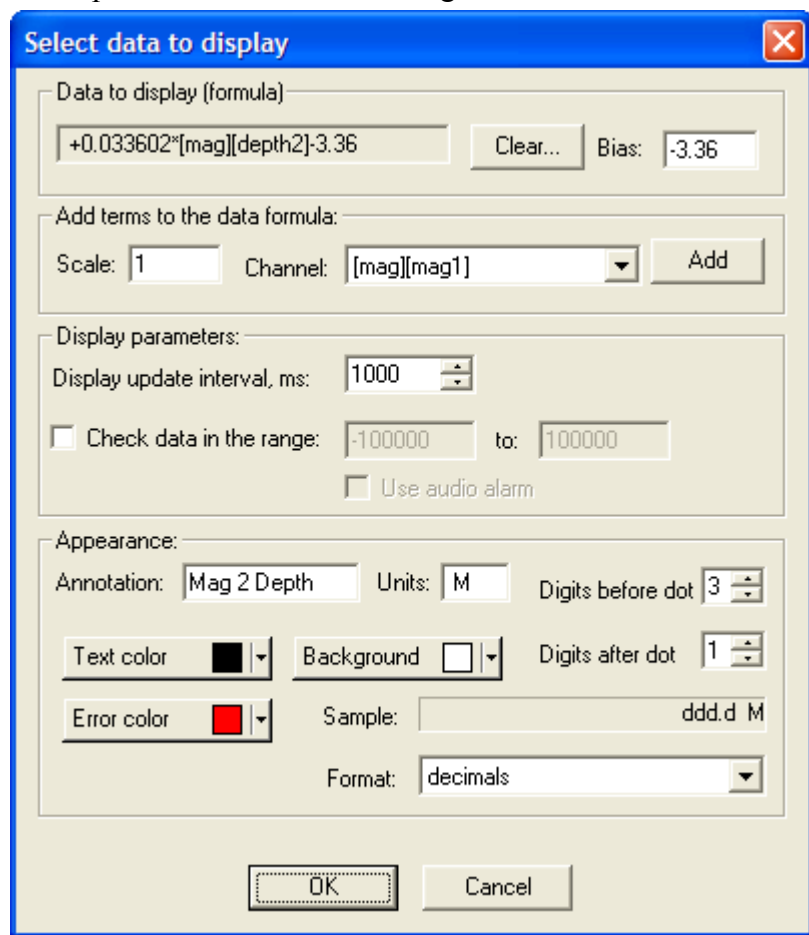 Select data to display
Data to display (formula)
+0.033602*[mag][depth2]-3.36 Clear... Bias: -3.36
Add terms to the data formula:
Scale: 1 Channel: [mag][mag1] Add
Display parameters:
Display update interval, ms: 1000
Check data in the range: -100000 to: 100000
Use audio alarm
Appearance:
Annotation: Mag 2 Depth Units: M Digits before dot 3
Text color Background Digits after dot 1
Error color Sample: ddd.d M
Format: decimals
OK Cancel